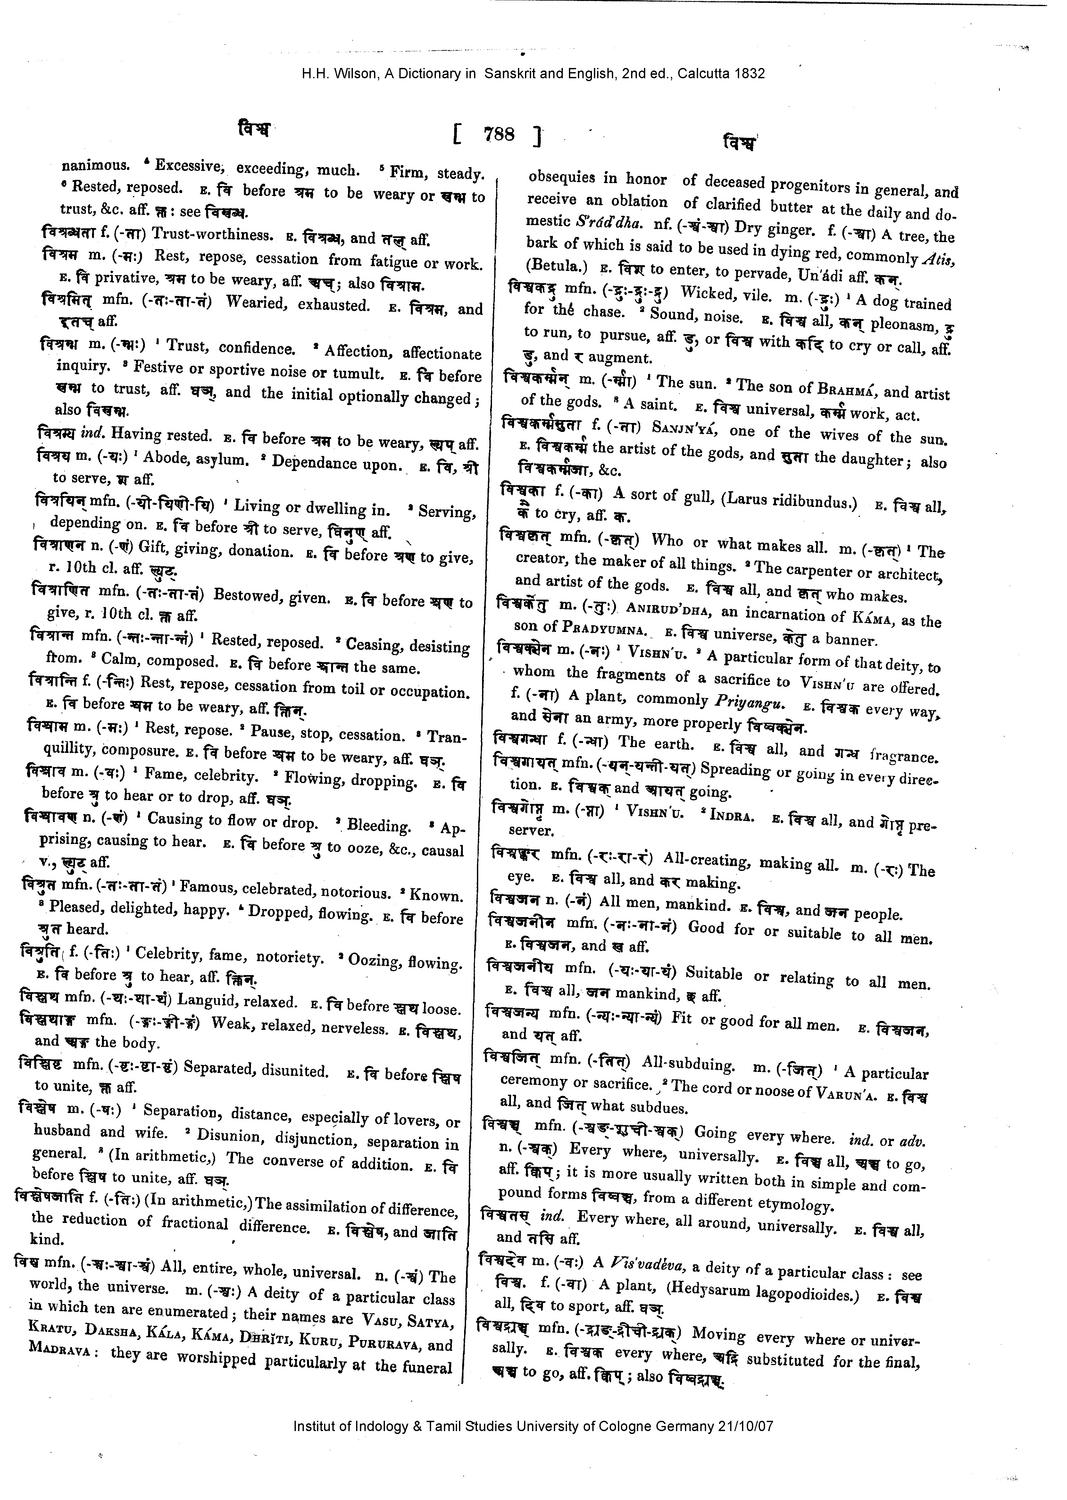 H.H. Wilson, A Dictionary in Sanskrit and English, 2nd ed., Calcutta 1832
विश्व
[ 788 ]
विश्व
nanimous. ⁴ Excessive, exceeding, much. ⁵ Firm, steady.
⁶ Rested, reposed. E. वि before श्रम to be weary or स्रम्भ to
trust, &c. aff. क्त : see विस्रब्ध.
विश्रब्धता f. (-ता) Trust-worthiness. E. विश्रब्ध, and तल् aff.
विश्रम m. (-मः) Rest, repose, cessation from fatigue or work.
E. वि privative, श्रम to be weary, aff. अच्; also विश्राम.
विश्रमित् mfn. (-तः-ता-तं) Wearied, exhausted. E. विश्रम, and
इतच् aff.
विश्रम्भ m. (-म्भः) ¹ Trust, confidence. ² Affection, affectionate
inquiry. ³ Festive or sportive noise or tumult. E. वि before
स्रम्भ to trust, aff. घञ्, and the initial optionally changed ;
also विस्रम्भ.
विश्रम्य ind. Having rested. E. वि before श्रम to be weary, ल्यप् aff.
विश्रय m. (-यः) ¹ Abode, asylum. ² Dependance upon. E. वि, श्री
to serve, अ aff.
विश्रयिन् mfn. (-यी-यिणी-यि) ¹ Living or dwelling in. ² Serving,
depending on. E. वि before श्री to serve, विनुण् aff.
विश्राणन n. (-णं) Gift, giving, donation. E. वि before श्रण to give,
r. 10th cl. aff. ल्युट्.
विश्राणित mfn. (-तः-ता-तं) Bestowed, given. E. वि before श्रण to
give, r. 10th cl. क्त aff.
विश्रान्त mfn. (-न्तः-न्ता-न्तं) ¹ Rested, reposed. ² Ceasing, desisting
from. ³ Calm, composed. E. वि before श्रान्त the same.
विश्रान्ति f. (-न्तिः) Rest, repose, cessation from toil or occupation.
E. वि before श्रम to be weary, aff. क्तिन्.
विश्राम m. (-मः) ¹ Rest, repose. ² Pause, stop, cessation. ³ Tran-
quillity, composure. E. वि before श्रम to be weary, aff. घञ्.
विश्राव m. (-वः) ¹ Fame, celebrity. ² Flowing, dropping. E. वि
before श्रु to hear or to drop, aff. घञ्.
विश्रावण n. (-णं) ¹ Causing to flow or drop. ² Bleeding. ³ Ap-
prising, causing to hear. E. वि before श्रु to ooze, &c., causal
v., ल्युट् aff.
विश्रुत mfn. (-तः-ता-तं) ¹ Famous, celebrated, notorious. ² Known.
³ Pleased, delighted, happy. ⁴ Dropped, flowing. E. वि before
श्रुत heard.
विश्रुति f. (-तिः) ¹ Celebrity, fame, notoriety. ² Oozing, flowing.
E. वि before श्रु to hear, aff. क्तिन्.
विश्लथ mfn. (-थः-था-थं) Languid, relaxed. E. वि before श्लथ loose.
विश्लथाङ्ग mfn. (-ङ्गः-ङ्गी-ङ्गं) Weak, relaxed, nerveless. E. विश्लथ,
and अङ्ग the body.
विश्लिष्ट mfn. (-ष्टः-ष्टा-ष्टं) Separated, disunited. E. वि before श्लिष
to unite, क्त aff.
विश्लेष m. (-षः) ¹ Separation, distance, especially of lovers, or
husband and wife. ² Disunion, disjunction, separation in
general. ³ (In arithmetic,) The converse of addition. E. वि
before श्लिष to unite, aff. घञ्.
विश्लेषजाति f. (-तिः) (In arithmetic,) The assimilation of difference,
the reduction of fractional difference. E. विश्लेष, and जाति
kind.
विश्व mfn. (-श्वः-श्वा-श्वं) All, entire, whole, universal. n. (-श्वं) The
world, the universe. m. (-श्वः) A deity of a particular class
in which ten are enumerated ; their names are VASU, SATYA,
KRATU, DAKSHA, KÁLA, KÁMA, DHRITI, KURU, PURURAVA, and
MADRAVA : they are worshipped particularly at the funeral
obsequies in honor of deceased progenitors in general, and
receive an oblation of clarified butter at the daily and do-
mestic S'rád'dha. nf. (-श्वं-श्वा) Dry ginger. f. (-श्वा) A tree, the
bark of which is said to be used in dying red, commonly Atis,
(Betula.) E. विश् to enter, to pervade, Un'ádi aff. कन्.
विश्वकद्रु mfn. (-द्रुः-द्रुः-द्रु) Wicked, vile. m. (-द्रुः) ¹ A dog trained
for the chase. ² Sound, noise. E. विश्व all, कन् pleonasm, द्रु
to run, to pursue, aff. डु, or विश्व with कदि to cry or call, aff.
डु, and र augment.
विश्वकर्म्मन् m. (-र्म्मा) ¹ The sun. ² The son of BRAHMÁ, and artist
of the gods. ³ A saint. E. विश्व universal, कर्म्म work, act.
विश्वकर्म्मसुता f. (-ता) SANJN'YÁ, one of the wives of the sun.
E. विश्वकर्म्म the artist of the gods, and सुता the daughter ; also
विश्वकर्म्मजा, &c.
विश्वका f. (-का) A sort of gull, (Larus ridibundus.) E. विश्व all,
कै to cry, aff. क.
विश्वकृत् mfn. (-कृत्) Who or what makes all. m. (-कृत्) ¹ The
creator, the maker of all things. ² The carpenter or architect,
and artist of the gods. E. विश्व all, and कृत् who makes.
विश्वकेतु m. (-तुः) ANIRUD'DHA, an incarnation of KÁMA, as the
son of PRADYUMNA. E. विश्व universe, केतु a banner.
विश्वक्सेन m. (-नः) ¹ VISHN'U. ² A particular form of that deity, to
whom the fragments of a sacrifice to VISHN'U are offered.
f. (-ना) A plant, commonly Priyangu. E. विश्वक every way,
and सेना an army, more properly विष्वक्सेन.
विश्वगन्धा f. (-न्धा) The earth. E. विश्व all, and गन्ध fragrance.
विश्वगायत् mfn. (-यन्-यन्ती-यत्) Spreading or going in every direc-
tion. E. विश्वक् and आयत् going.
विश्वगोप्तृ m. (-प्ता) ¹ VISHN'U. ² INDRA. E. विश्व all, and गोप्तृ pre-
server.
विश्वङ्कर mfn. (-रः-रा-रं) All-creating, making all. m. (-रः) The
eye. E. विश्व all, and कर making.
विश्वजन n. (-नं) All men, mankind. E. विश्व, and जन people.
विश्वजनीन mfn. (-नः-ना-नं) Good for or suitable to all men.
E. विश्वजन, and ख aff.
विश्वजनीय mfn. (-यः-या-यं) Suitable or relating to all men.
E. विश्व all, जन mankind, छ aff.
विश्वजन्य mfn. (-न्यः-न्या-न्यं) Fit or good for all men. E. विश्वजन,
and यत् aff.
विश्वजित् mfn. (-जित्) All-subduing. m. (-जित्) ¹ A particular
ceremony or sacrifice. ² The cord or noose of VARUN'A. E. विश्व
all, and जित् what subdues.
विश्वञ्च् mfn. (-श्वङ्-श्वूची-श्वक्) Going every where. ind. or adv.
n. (-श्वक्) Every where, universally. E. विश्व all, अञ्च to go,
aff. क्विप्; it is more usually written both in simple and com-
pound forms विष्वञ्च, from a different etymology.
विश्वतस् ind. Every where, all around, universally. E. विश्व all,
and तसि aff.
विश्वदेव m. (-वः) A Vis'vadéva, a deity of a particular class : see
विश्व. f. (-वा) A plant, (Hedysarum lagopodioides.) E. विश्व
all, दिव to sport, aff. घञ्.
विश्वद्र्यञ्च् mfn. (-द्र्यङ्-द्रीची-द्र्यक्) Moving every where or univer-
sally. E. विश्वक every where, अद्रि substituted for the final,
अञ्च to go, aff. क्विप् ; also विष्वद्र्यञ्च्.
Institut of Indology & Tamil Studies University of Cologne Germany 21/10/07